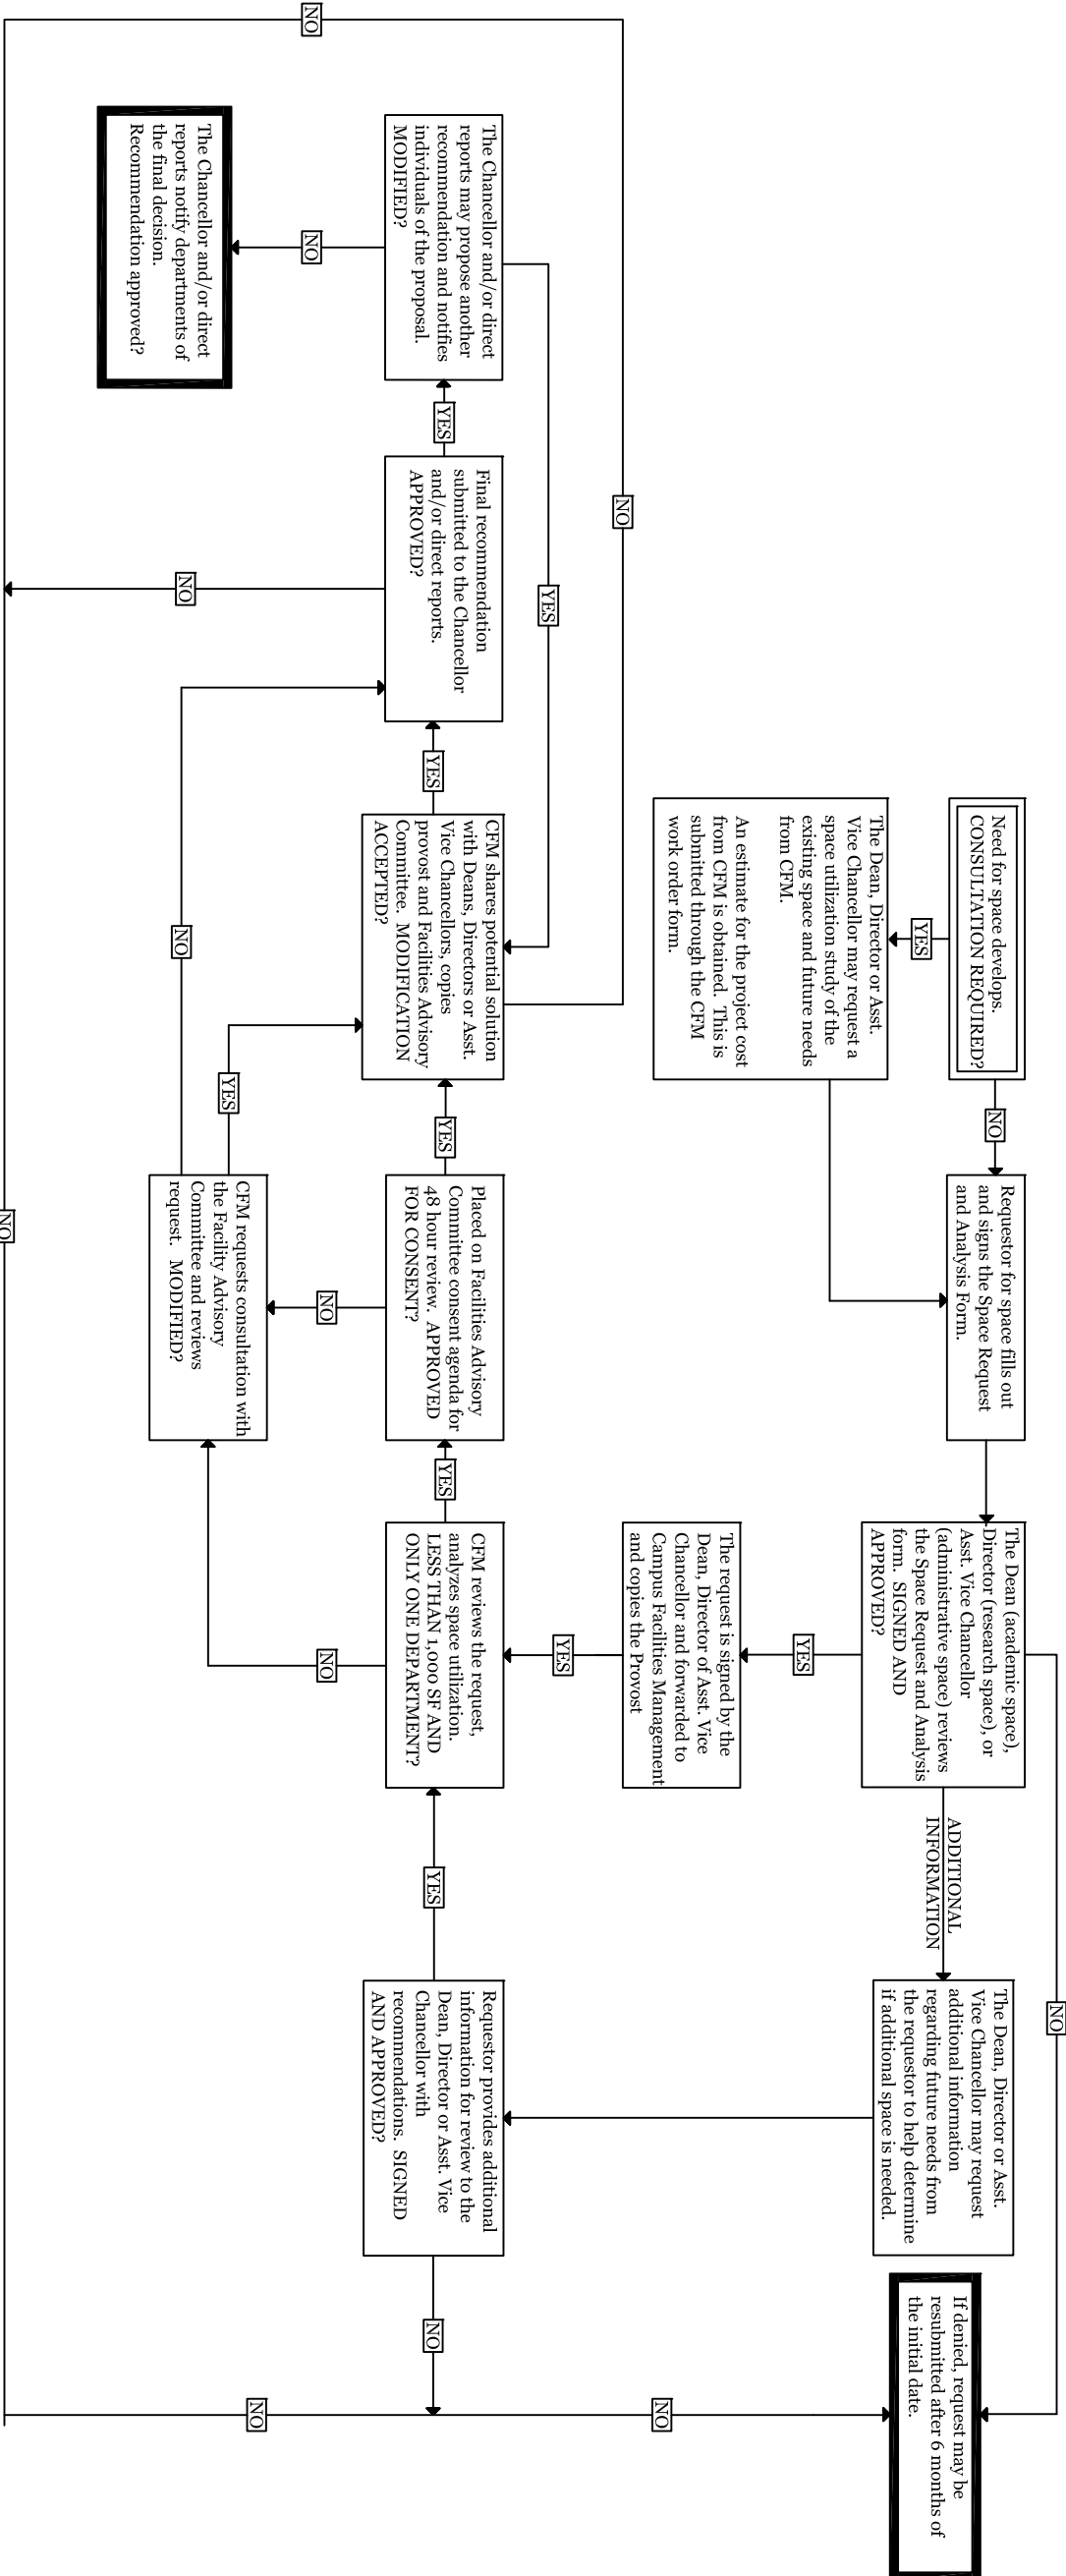 Need for space develops.
CONSULTATION REQUIRED?
NO
Requestor for space fills out
and signs the Space Request
and Analysis Form.
The Dean (academic space),
Director (research space), or
Asst. Vice Chancellor
(administrative space) reviews
the Space Request and Analysis
form.  SIGNED AND
APPROVED?
NO
ADDITIONAL
INFORMATION
The Dean, Director or Asst.
Vice Chancellor may request
additional information
regarding future needs from
the requestor to help determine
if additional space is needed.
If denied, request may be
resubmitted after 6 months of
the initial date.
YES
The Dean, Director or Asst.
Vice Chancellor may request a
space utilization study of the
existing space and future needs
from CFM.
An estimate for the project cost
from CFM is obtained.  This is
submitted through the CFM
work order form.
YES
The request is signed by the
Dean, Director of Asst. Vice
Chancellor and forwarded to
Campus Facilities Management
and copies the Provost
NO
NO
YES
YES
The Chancellor and/or direct
reports may propose another
recommendation and notifies
individuals of the proposal.
MODIFIED?
YES
Final recommendation
submitted to the Chancellor
and/or direct reports.
APPROVED?
YES
CFM shares potential solution
with Deans, Directors or Asst.
Vice Chancellors, copies
provost and Facilities Advisory
Committee.  MODIFICATION
ACCEPTED?
YES
Placed on Facilities Advisory
Committee consent agenda for
48 hour review.  APPROVED
FOR CONSENT?
YES
CFM reviews the request,
analyzes space utilization.
LESS THAN 1,000 SF AND
ONLY ONE DEPARTMENT?
YES
Requestor provides additional
information for review to the
Dean, Director or Asst. Vice
Chancellor with
recommendations.  SIGNED
AND APPROVED?
NO
NO
NO
NO
NO
NO
The Chancellor and/or direct
reports notify departments of
the final decision.
Recommendation approved?
NO
YES
NO
CFM requests consultation with
the Facility Advisory
Committee and reviews
request.  MODIFIED?
NO